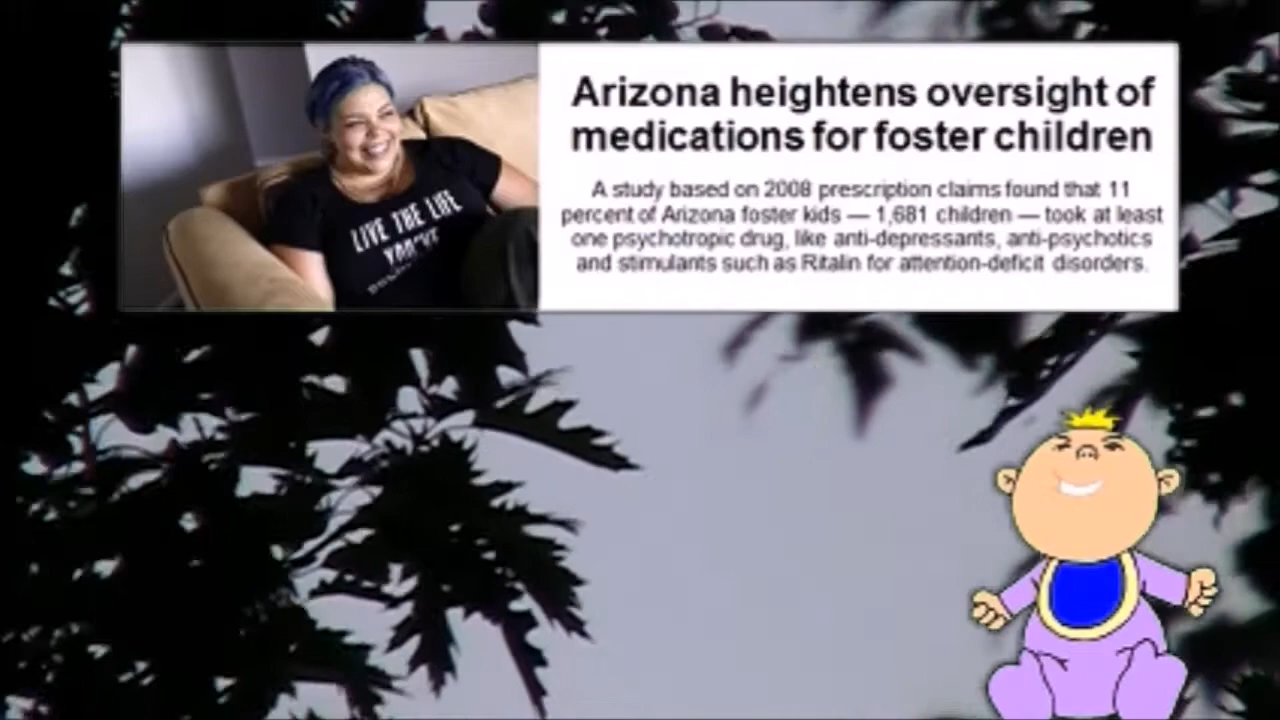 Arizona heightens oversight of
medications for foster children
A study based on 2008 prescription claims found that 11
percent of Arizona foster kids — 1,681 children — took at least
one psychotropic drug, like anti-depressants, anti-psychotics
and stimulants such as Ritalin for attention-deficit disorders.
LIVE THE LIFE
YOU'VE